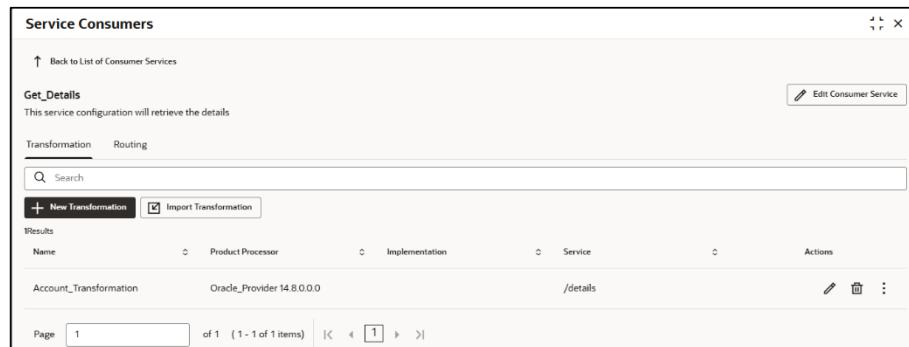 Service Consumers
Back to List of Consumer Services
Get_Details
Edit Consumer Service
This service configuration will retrieve the details
Transformation Routing
Search
New Transformation Import Transformation
1Results
Name Product Processor Implementation Service Actions
Account_Transformation Oracle_Provider 14.8.0.0.0 /details
Page 1 of 1 (1 - 1 of 1 items) 1